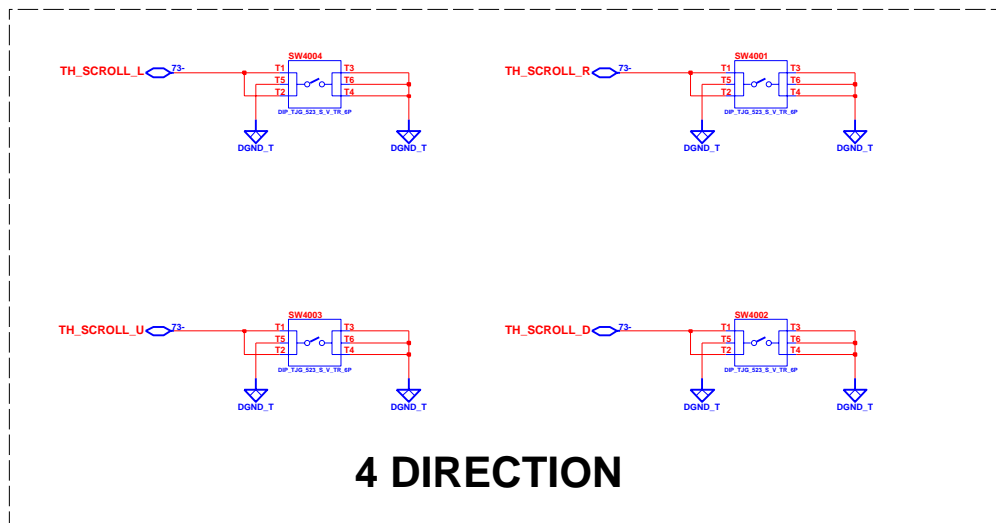 SW4004
TH_SCROLL_L 73- T1 T3
T5 T6
T2 T4
DIP_TJG_523_S_V_TR_6P
DGND_T DGND_T
SW4001
TH_SCROLL_R 73- T1 T3
T5 T6
T2 T4
DIP_TJG_523_S_V_TR_6P
DGND_T DGND_T
SW4003
TH_SCROLL_U 73- T1 T3
T5 T6
T2 T4
DIP_TJG_523_S_V_TR_6P
DGND_T DGND_T
SW4002
TH_SCROLL_D 73- T1 T3
T5 T6
T2 T4
DIP_TJG_523_S_V_TR_6P
DGND_T DGND_T
4 DIRECTION